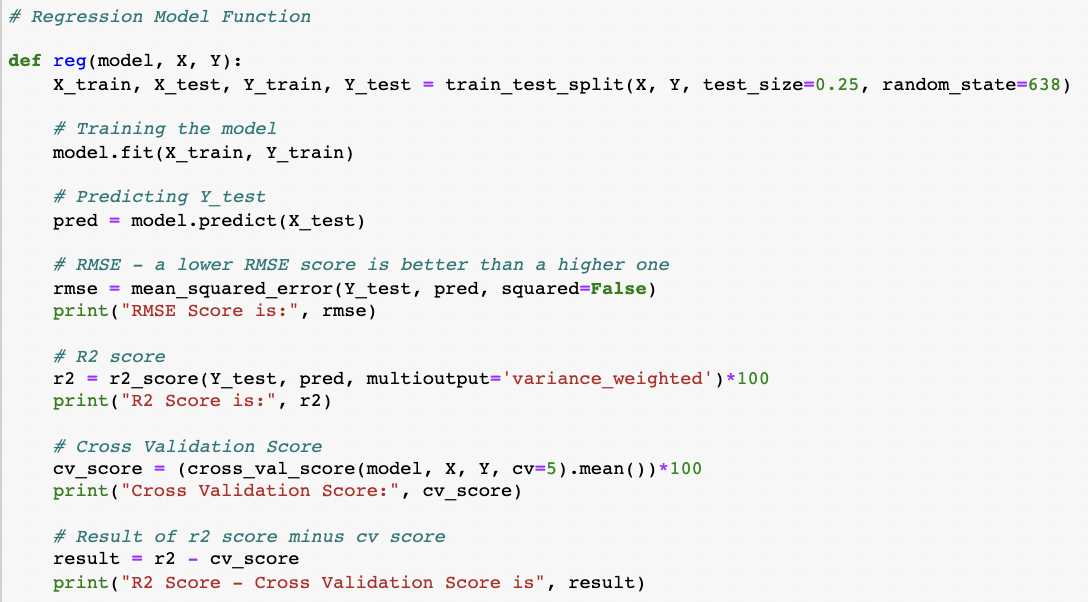 # Regression Model Function
def reg(model, X, Y):
    X_train, X_test, Y_train, Y_test = train_test_split(X, Y, test_size=0.25, random_state=638)
    # Training the model
    model.fit(X_train, Y_train)
    # Predicting Y_test
    pred = model.predict(X_test)
    # RMSE – a lower RMSE score is better than a higher one
    rmse = mean_squared_error(Y_test, pred, squared=False)
    print("RMSE Score is:", rmse)
    # R2 score
    r2 = r2_score(Y_test, pred, multioutput='variance_weighted')*100
    print("R2 Score is:", r2)
    # Cross Validation Score
    cv_score = (cross_val_score(model, X, Y, cv=5).mean())*100
    print("Cross Validation Score:", cv_score)
    # Result of r2 score minus cv score
    result = r2 - cv_score
    print("R2 Score – Cross Validation Score is", result)